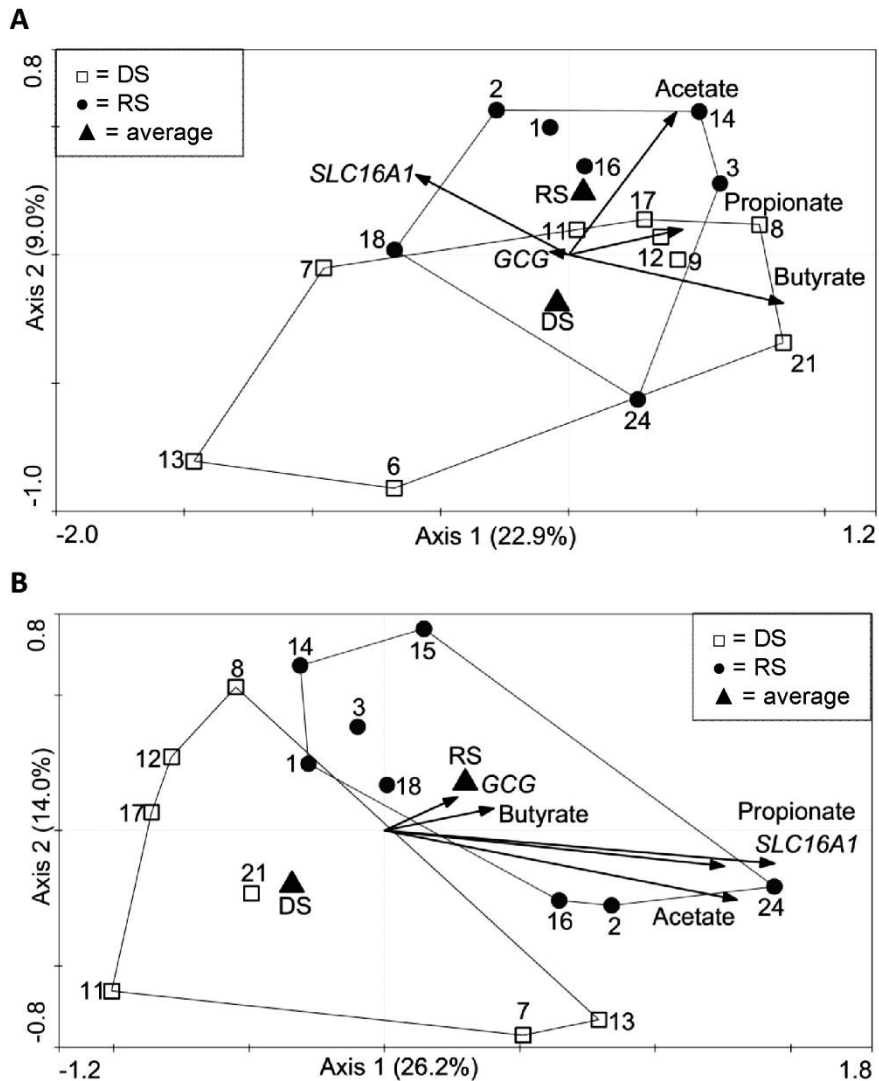 A
0.8
□ = DS
● = RS
▲ = average
2
Acetate
14
1
SLC16A1
16
3
RS
17
Propionate
8
11
18
7
GCG
12
9
Butyrate
DS
21
24
13
6
Axis 2 (9.0%)
-1.0
-2.0
Axis 1 (22.9%)
1.2
B
0.8
□ = DS
● = RS
▲ = average
14
15
8
3
12
RS
1
GCG
18
17
Butyrate
Propionate
SLC16A1
21
DS
16
2
Acetate
24
11
7
13
Axis 2 (14.0%)
-0.8
-1.2
Axis 1 (26.2%)
1.8